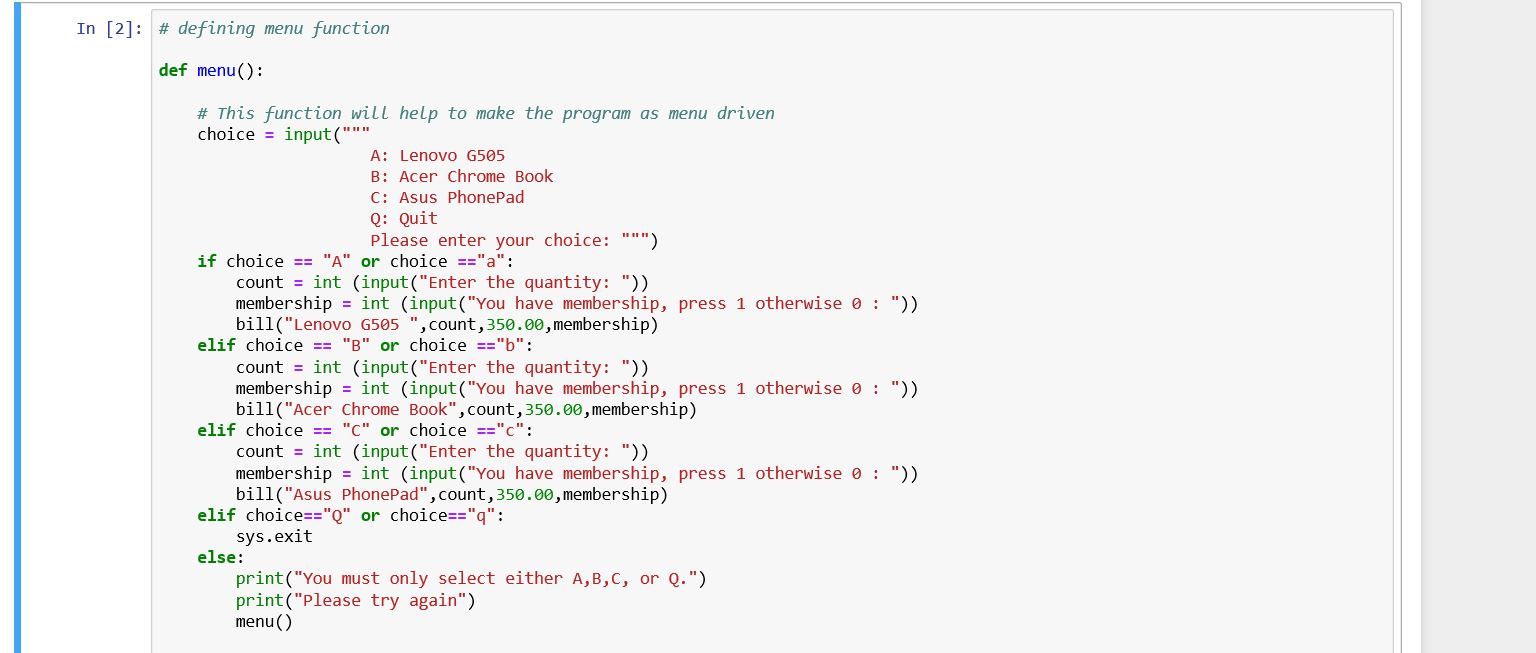 In [2]: # defining menu function
def menu():
# This function will help to make the program as menu driven
choice = input("""
A: Lenovo G505
B: Acer Chrome Book
C: Asus PhonePad
Q: Quit
Please enter your choice: """)
if choice == "A" or choice =="a":
count = int (input("Enter the quantity: "))
membership = int (input("You have membership, press 1 otherwise 0 : "))
bill("Lenovo G505 ",count,350.00,membership)
elif choice == "B" or choice =="b":
count = int (input("Enter the quantity: "))
membership = int (input("You have membership, press 1 otherwise 0 : "))
bill("Acer Chrome Book",count,350.00,membership)
elif choice == "C" or choice =="c":
count = int (input("Enter the quantity: "))
membership = int (input("You have membership, press 1 otherwise 0 : "))
bill("Asus PhonePad",count,350.00,membership)
elif choice=="Q" or choice=="q":
sys.exit
else:
print("You must only select either A,B,C, or Q.")
print("Please try again")
menu()